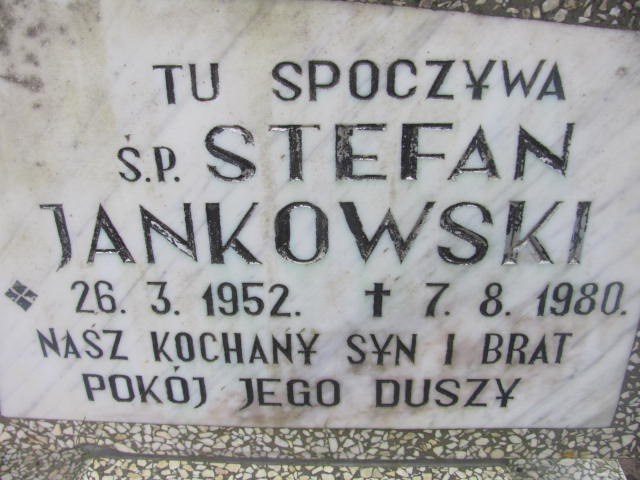 TU SPOCZYWA
Ś.P. STEFAN
JANKOWSKI
26. 3. 1952. † 7. 8. 1980.
NASZ KOCHANY SYN I BRAT
POKÓJ JEGO DUSZY